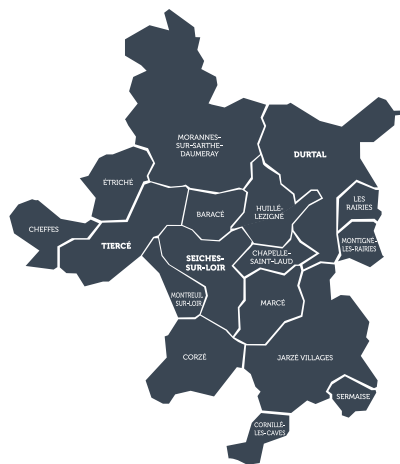 MORANNES-
SUR-SARTHE-
DAUMERAY
DURTAL
ÉTRICHÉ
LES
RAIRIES
HUILLÉ-
LEZIGNÉ
BARACÉ
CHEFFES
TIERCÉ
MONTIGNÉ-
LES-RAIRIES
SEICHES-
SUR-LOIR
CHAPELLE-
SAINT-LAUD
MONTREUIL
SUR-LOIR
MARCÉ
CORZÉ
JARZÉ VILLAGES
SERMAISE
CORNILLÉ-
LES-CAVES